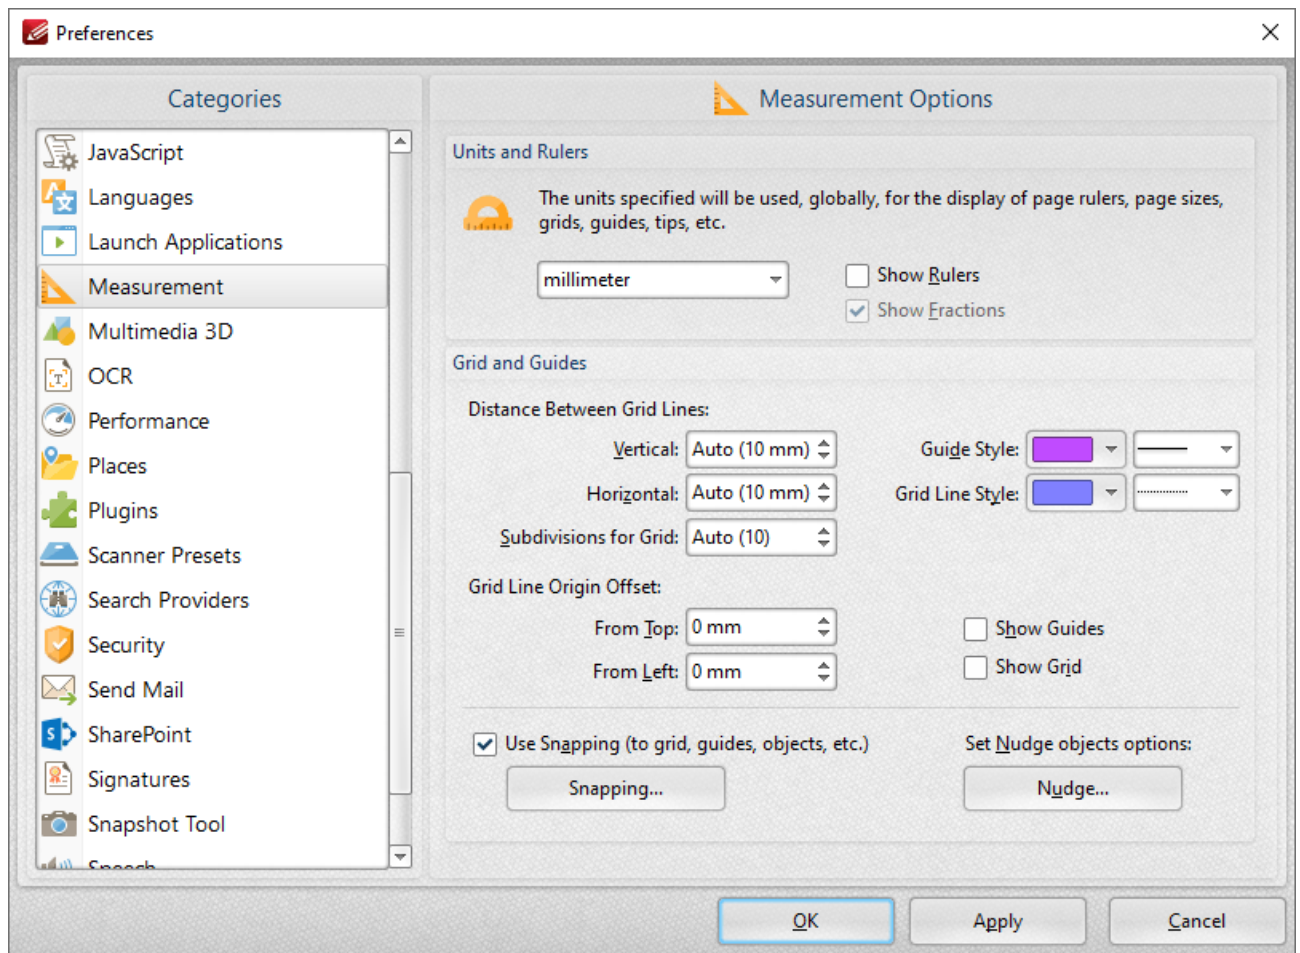 Preferences
Categories
JavaScript
Languages
Launch Applications
Measurement
Multimedia 3D
OCR
Performance
Places
Plugins
Scanner Presets
Search Providers
Security
Send Mail
SharePoint
Signatures
Snapshot Tool
Speech
Measurement Options
Units and Rulers
The units specified will be used, globally, for the display of page rulers, page sizes,
grids, guides, tips, etc.
millimeter
Show Rulers
Show Fractions
Grid and Guides
Distance Between Grid Lines:
Vertical: Auto (10 mm)
Guide Style:
Horizontal: Auto (10 mm)
Grid Line Style:
Subdivisions for Grid: Auto (10)
Grid Line Origin Offset:
From Top: 0 mm
Show Guides
From Left: 0 mm
Show Grid
Use Snapping (to grid, guides, objects, etc.)
Set Nudge objects options:
Snapping...
Nudge...
OK
Apply
Cancel